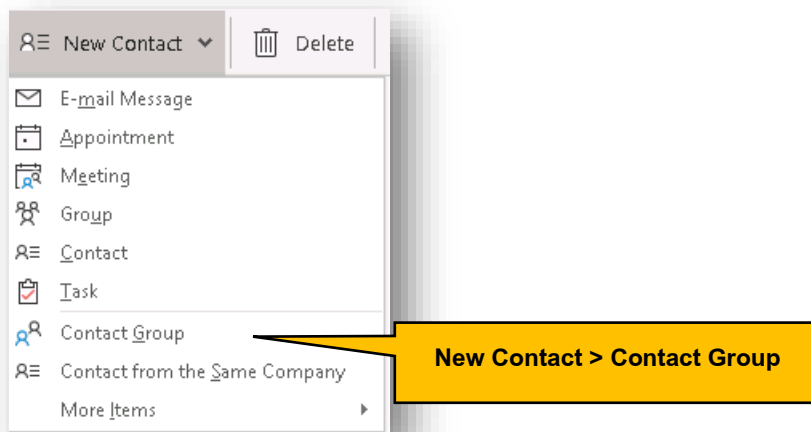 New Contact Delete
E-mail Message
Appointment
Meeting
Group
Contact
Task
Contact Group
New Contact > Contact Group
Contact from the Same Company
More Items